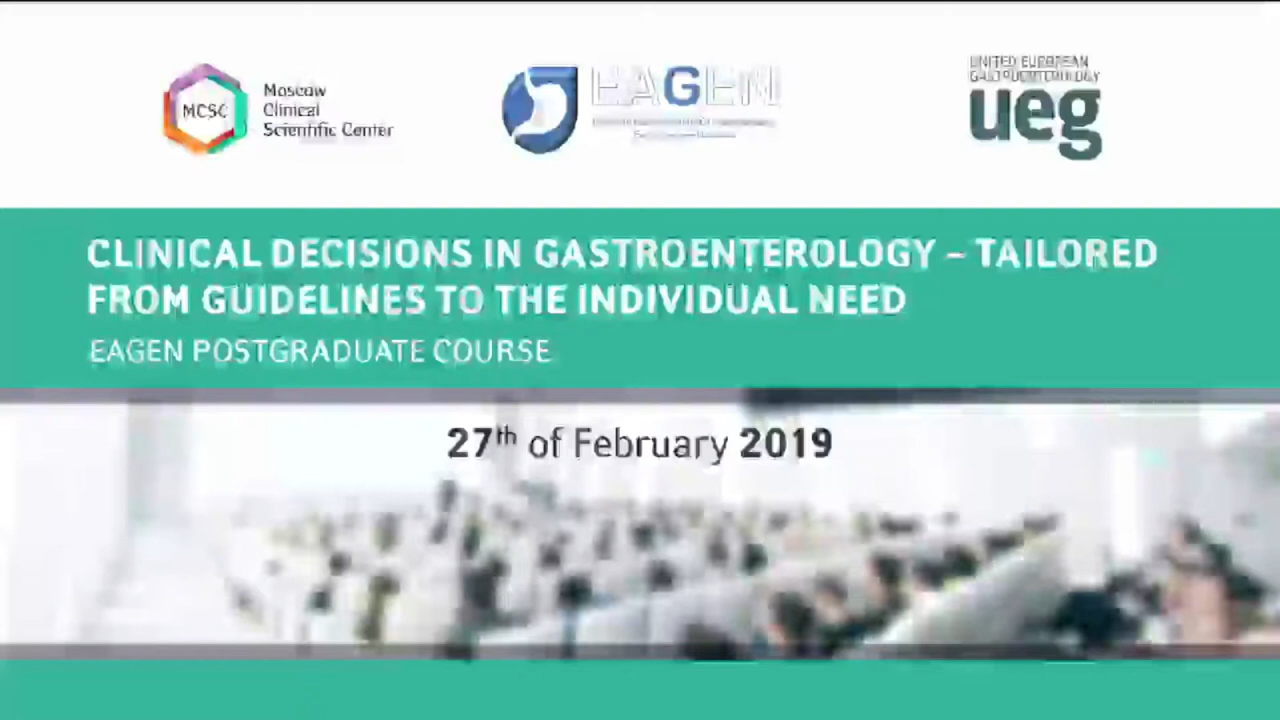 MCSC
Moscow
Clinical
Scientific Center
EAGEN
UNITED EUROPEAN
GASTROENTEROLOGY
ueg
CLINICAL DECISIONS IN GASTROENTEROLOGY – TAILORED
FROM GUIDELINES TO THE INDIVIDUAL NEED
EAGEN POSTGRADUATE COURSE
27th of February 2019